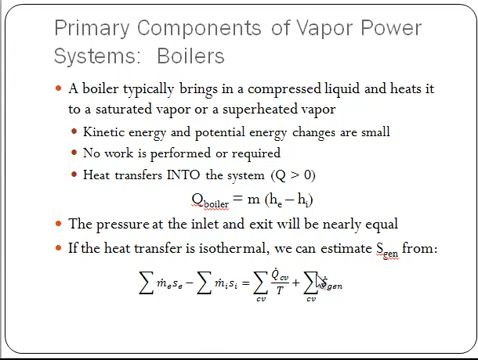 Primary Components of Vapor Power
Systems: Boilers
• A boiler typically brings in a compressed liquid and heats it
to a saturated vapor or a superheated vapor
• Kinetic energy and potential energy changes are small
• No work is performed or required
• Heat transfers INTO the system (Q > 0)
Q_boiler = m (h_e – h_i)
• The pressure at the inlet and exit will be nearly equal
• If the heat transfer is isothermal, we can estimate S_gen from:
∑ ṁ_e s_e − ∑ ṁ_i s_i = ∑_cv Q̇_cv / T + ∑_cv Ṡ_gen